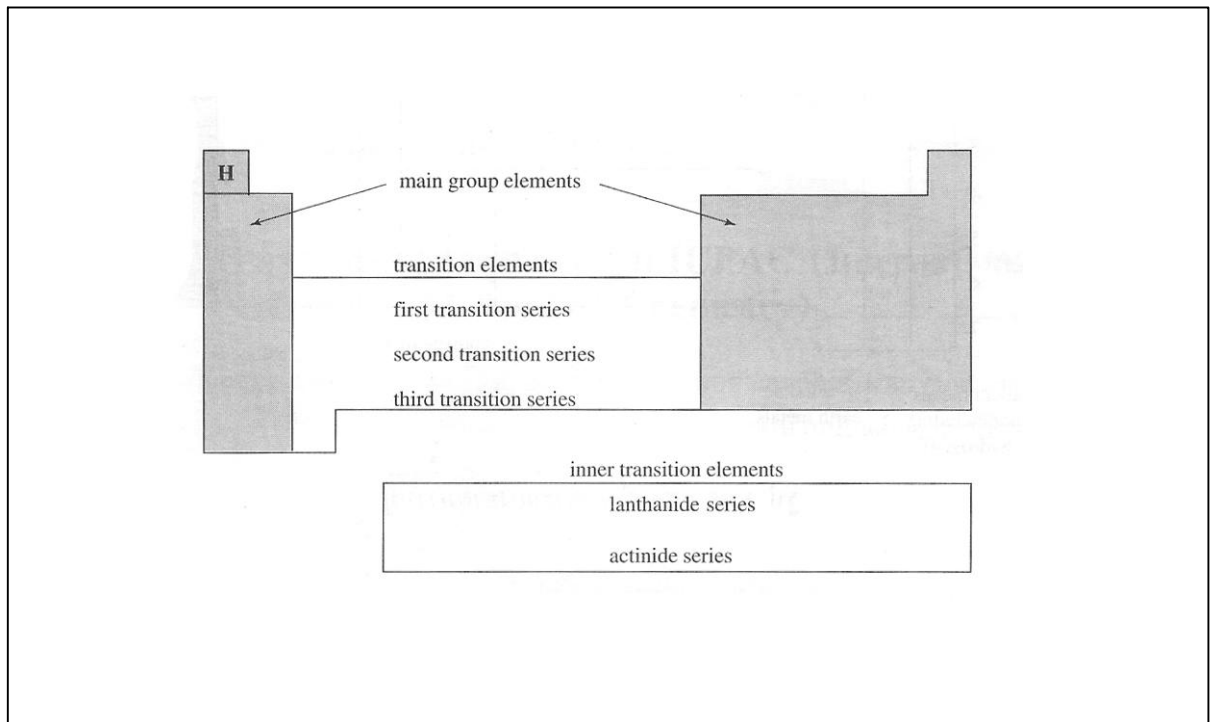 H
main group elements
transition elements
first transition series
second transition series
third transition series
inner transition elements
lanthanide series
actinide series